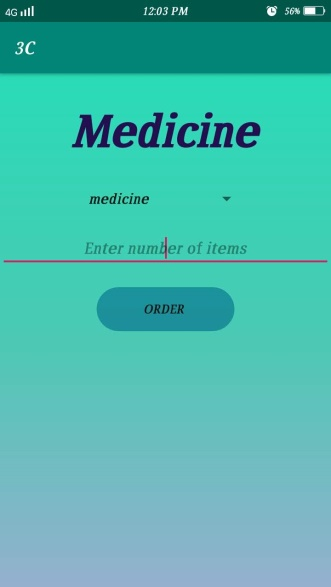 4G 12:03 PM 56%
3C
Medicine
medicine
Enter number of items
ORDER